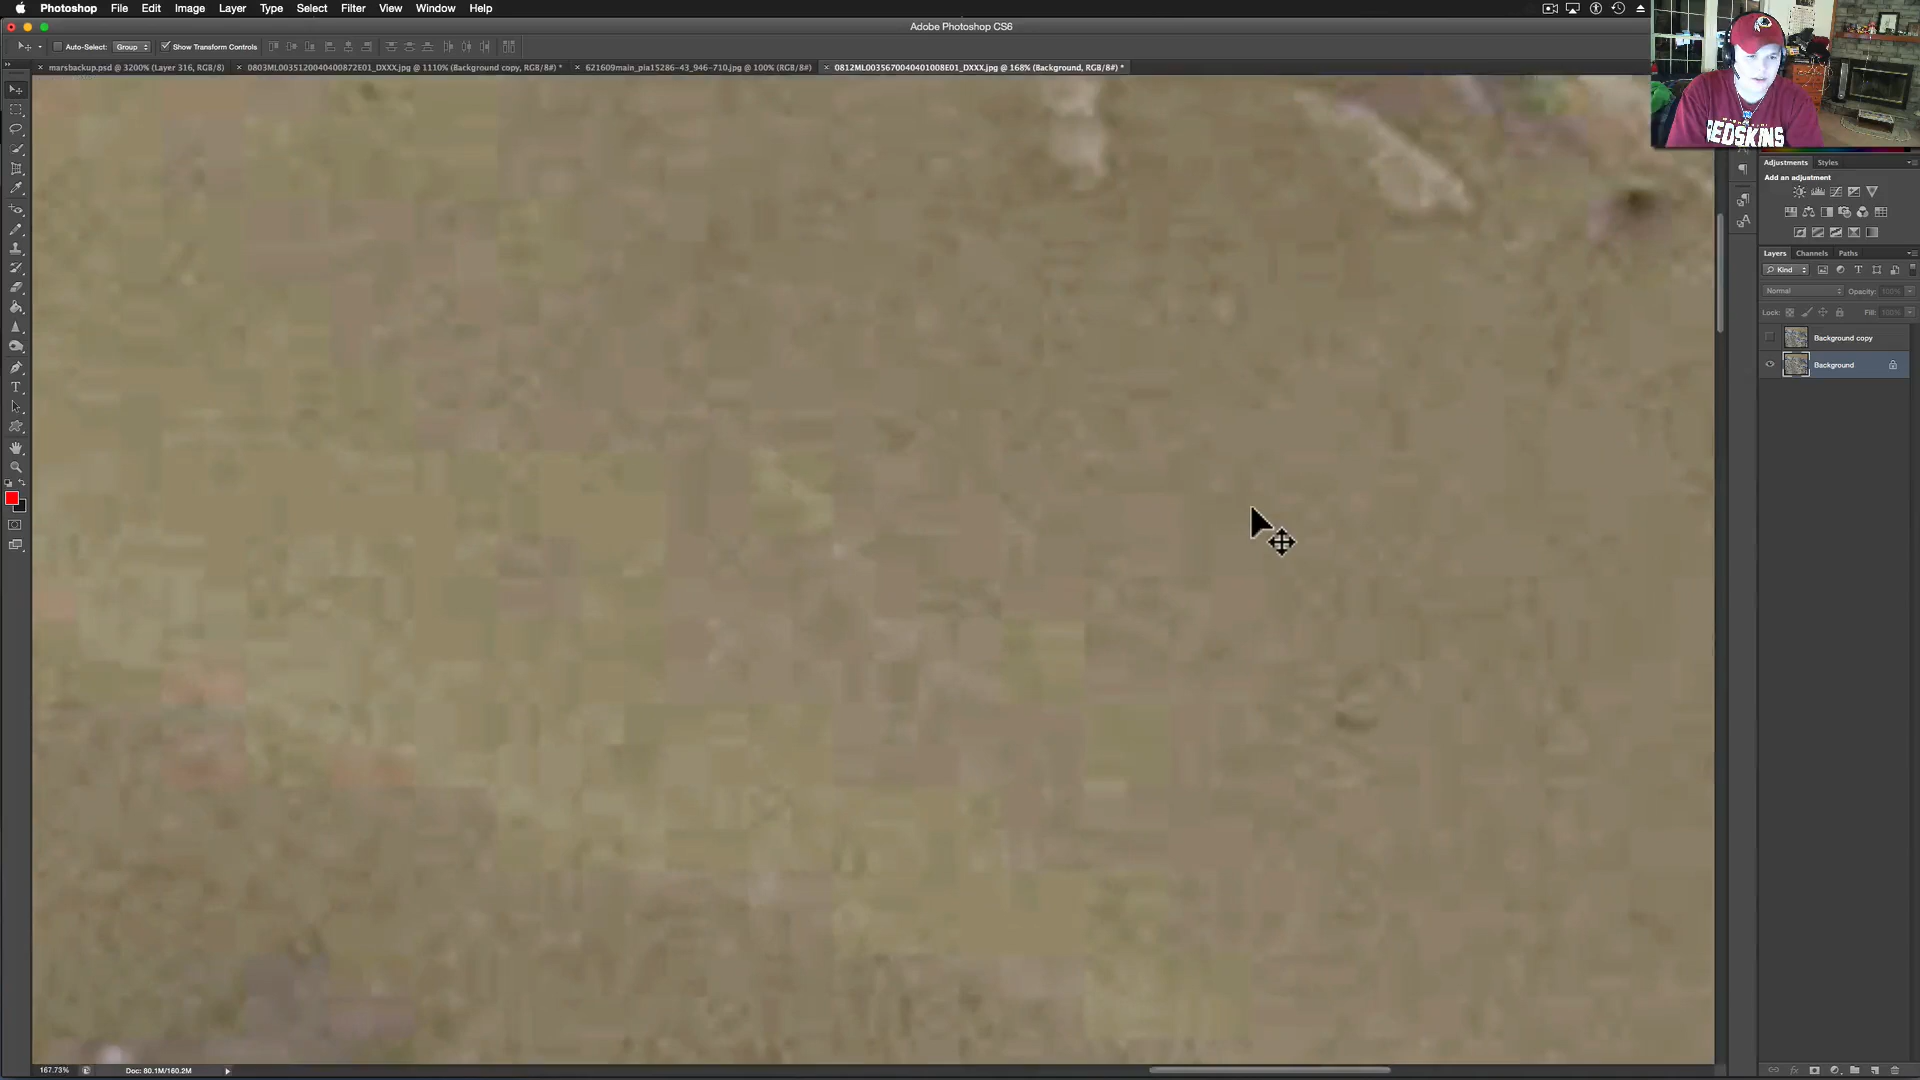 Photoshop File Edit Image Layer Type Select Filter View Window Help
Adobe Photoshop CS6
Auto-Select: Group Show Transform Controls
marsbackup.psd @ 3200% (Layer 316, RGB/8) 0803ML0035120040400872E01_DXXX.jpg @ 1110% (Background copy, RGB/8#) * 621609main_pia15286-43_946-710.jpg @ 100% (RGB/8#) 0812ML0035670040401008E01_DXXX.jpg @ 168% (Background, RGB/8#) *
REDSKINS
Adjustments Styles
Add an adjustment
Layers Channels Paths
Kind
Normal Opacity: 100%
Lock: Fill: 100%
Background copy
Background
167.73% Doc: 80.1M/160.2M